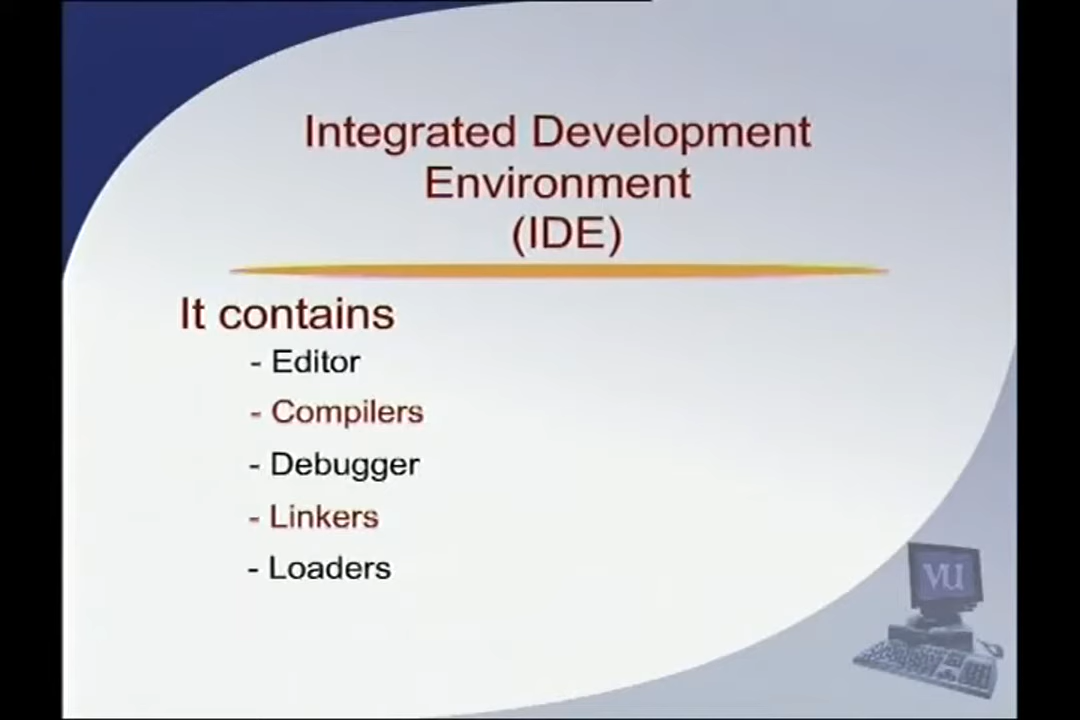 Integrated Development
Environment
(IDE)
It contains
- Editor
- Compilers
- Debugger
- Linkers
- Loaders
VU